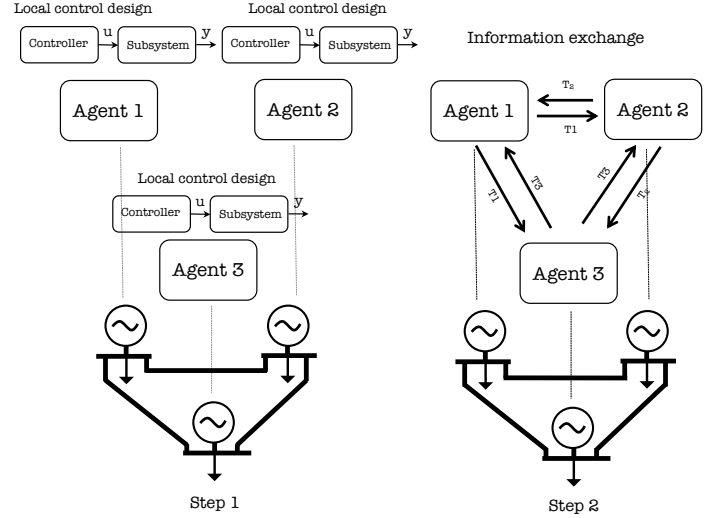 Local control design
Local control design
Controller
u
Subsystem
y
Controller
u
Subsystem
y
Agent 1
Agent 2
Local control design
Controller
u
Subsystem
y
Agent 3
Step 1
Information exchange
Agent 1
T₂
T1
Agent 2
T1
T3
T3
T₂
Agent 3
Step 2